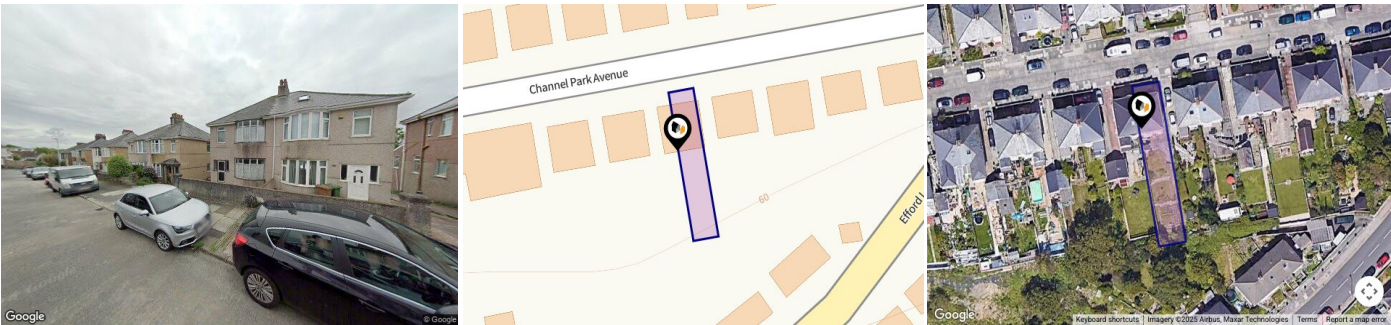 Google
© Google
Channel Park Avenue
60
Efford
Google
Keyboard shortcuts
Imagery ©2025 Airbus, Maxar Technologies
Terms
Report a map error